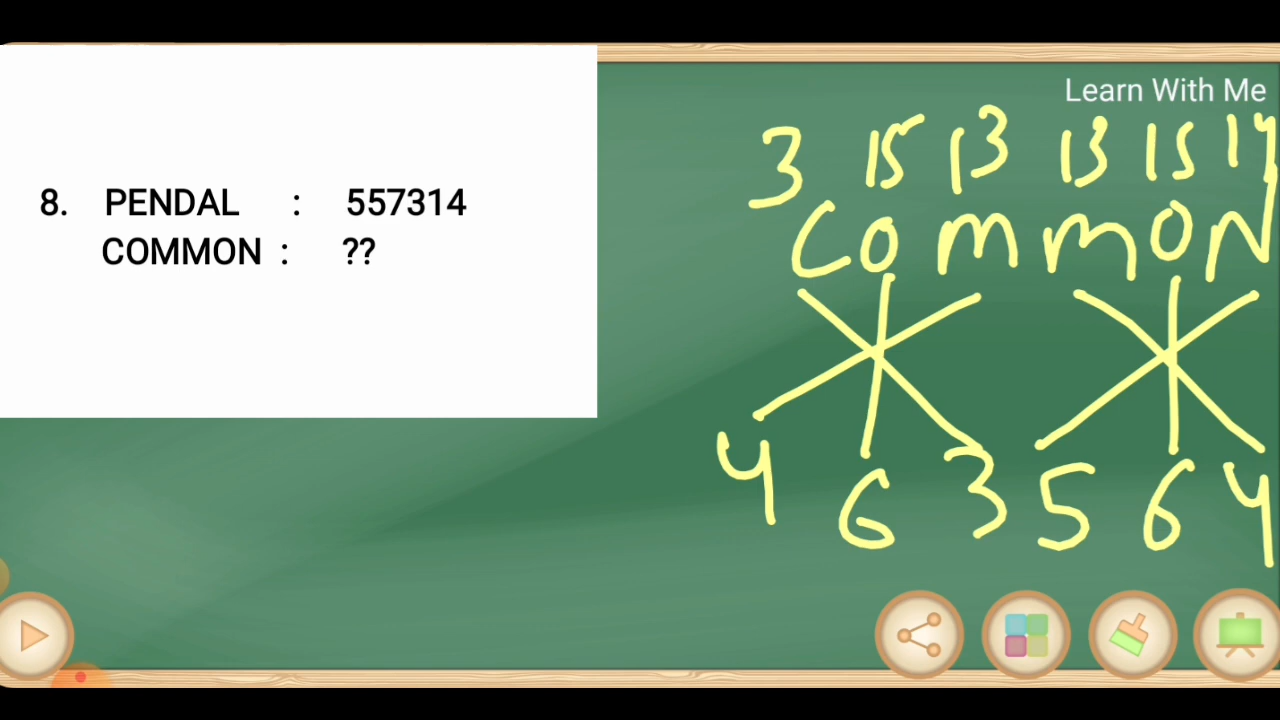 Learn With Me
8. PENDAL : 557314
COMMON : ??
3 15 13 13 15 14
COMMON
4 6 3 5 6 4